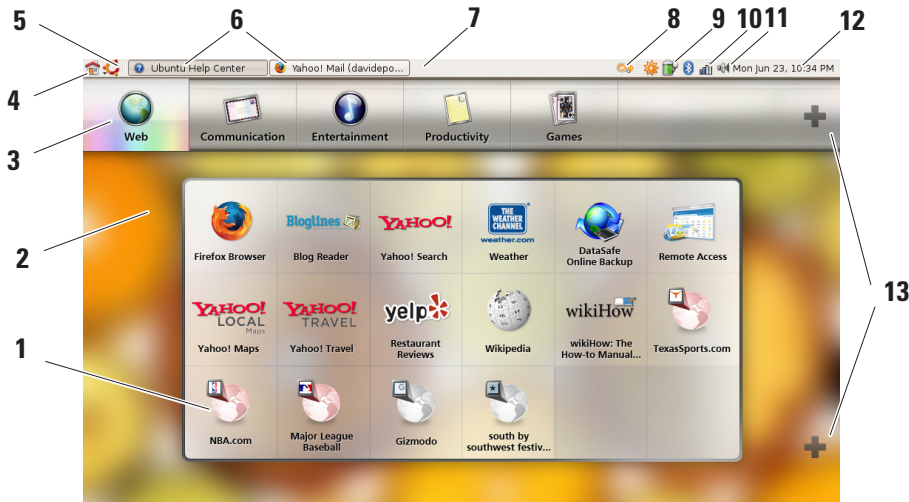 5
6
7
8
9
10
11
12
Ubuntu Help Center
Yahoo! Mail (davidepo...
Mon Jun 23, 10:34 PM
4
3
Web
Communication
Entertainment
Productivity
Games
2
Firefox Browser
Bloglines
Blog Reader
YAHOO!
Yahoo! Search
THE
WEATHER
CHANNEL
weather.com
Weather
DataSafe
Online Backup
Remote Access
13
YAHOO!
LOCAL
Maps
Yahoo! Maps
YAHOO!
TRAVEL
Yahoo! Travel
yelp
Restaurant
Reviews
Wikipedia
wikiHow
wikiHow: The
How-to Manual...
TexasSports.com
1
NBA.com
Major League
Baseball
G
Gizmodo
south by
southwest festiv...